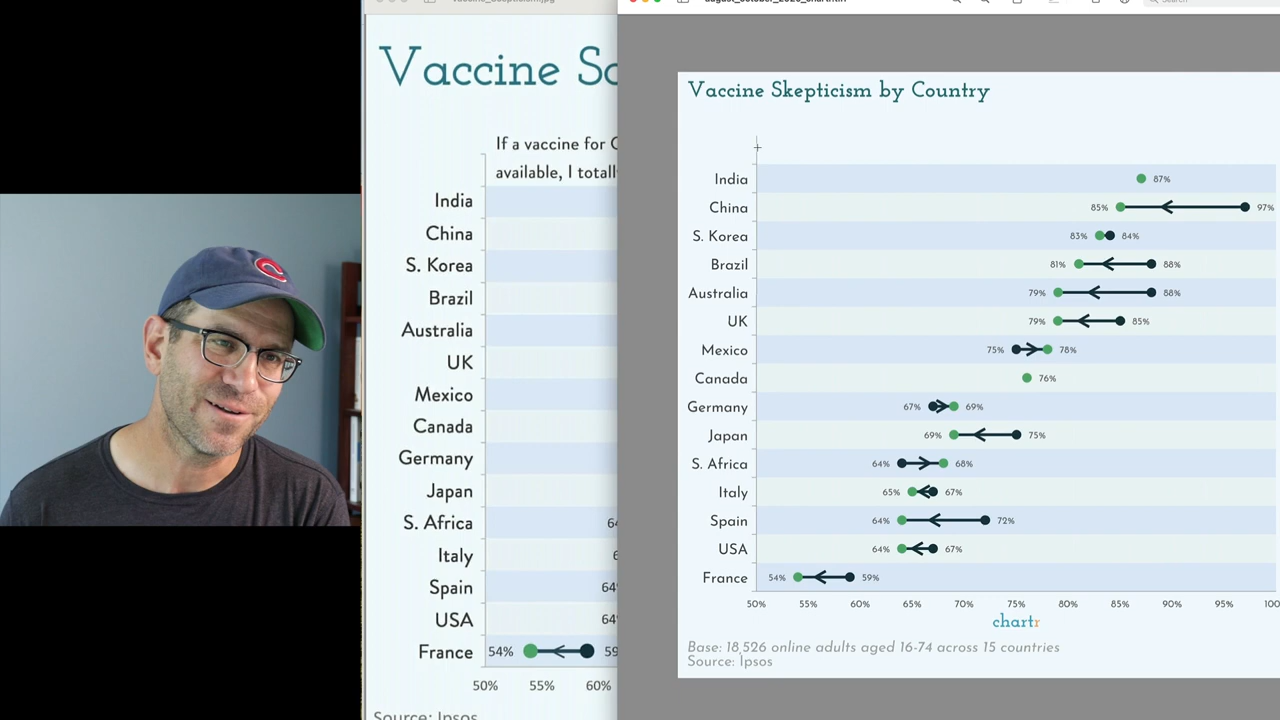 Vaccine
If a vaccine for
available, I
India
China
S. Korea
Brazil
Australia
UK
Mexico
Canada
Germany
Japan
S. Africa
Italy
Spain
64%
USA
64%
France
54%
50% 55% 60%
Source: Ipsos
Search
Vaccine Skepticism by Country
India 87%
China 85% 97%
S. Korea 83% 84%
Brazil 81% 88%
Australia 79% 88%
UK 79% 85%
Mexico 75% 78%
Canada 76%
Germany 67% 69%
Japan 69% 75%
S. Africa 64% 68%
Italy 65% 67%
Spain 64% 72%
USA 64% 67%
France 54% 59%
50% 55% 60% 65% 70% 75% 80% 85% 90% 95% 100
chartr
Base: 18,526 online adults aged 16-74 across 15 countries
Source: Ipsos
C